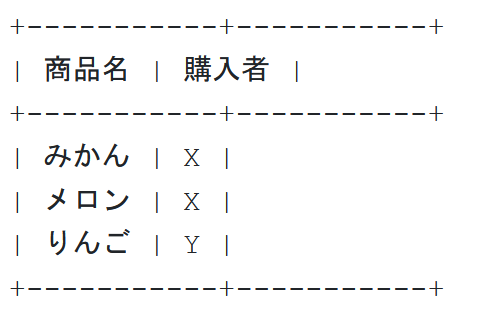 +-----------+-----------+
| 商品名 | 購入者 |
+-----------+-----------+
| みかん | X |
| メロン | X |
| りんご | Y |
+-----------+-----------+